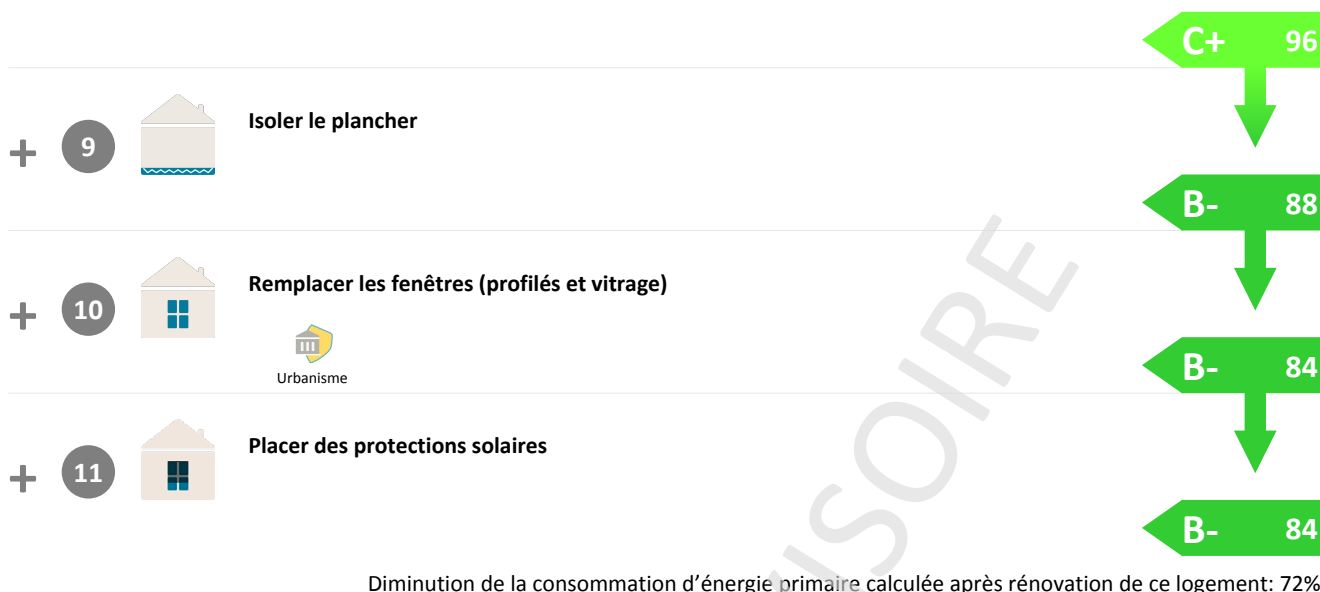 C+ 96
+ 9 Isoler le plancher
B- 88
+ 10 Remplacer les fenêtres (profilés et vitrage)
Urbanisme
B- 84
+ 11 Placer des protections solaires
B- 84
Diminution de la consommation d'énergie primaire calculée après rénovation de ce logement: 72%
VISOIRE